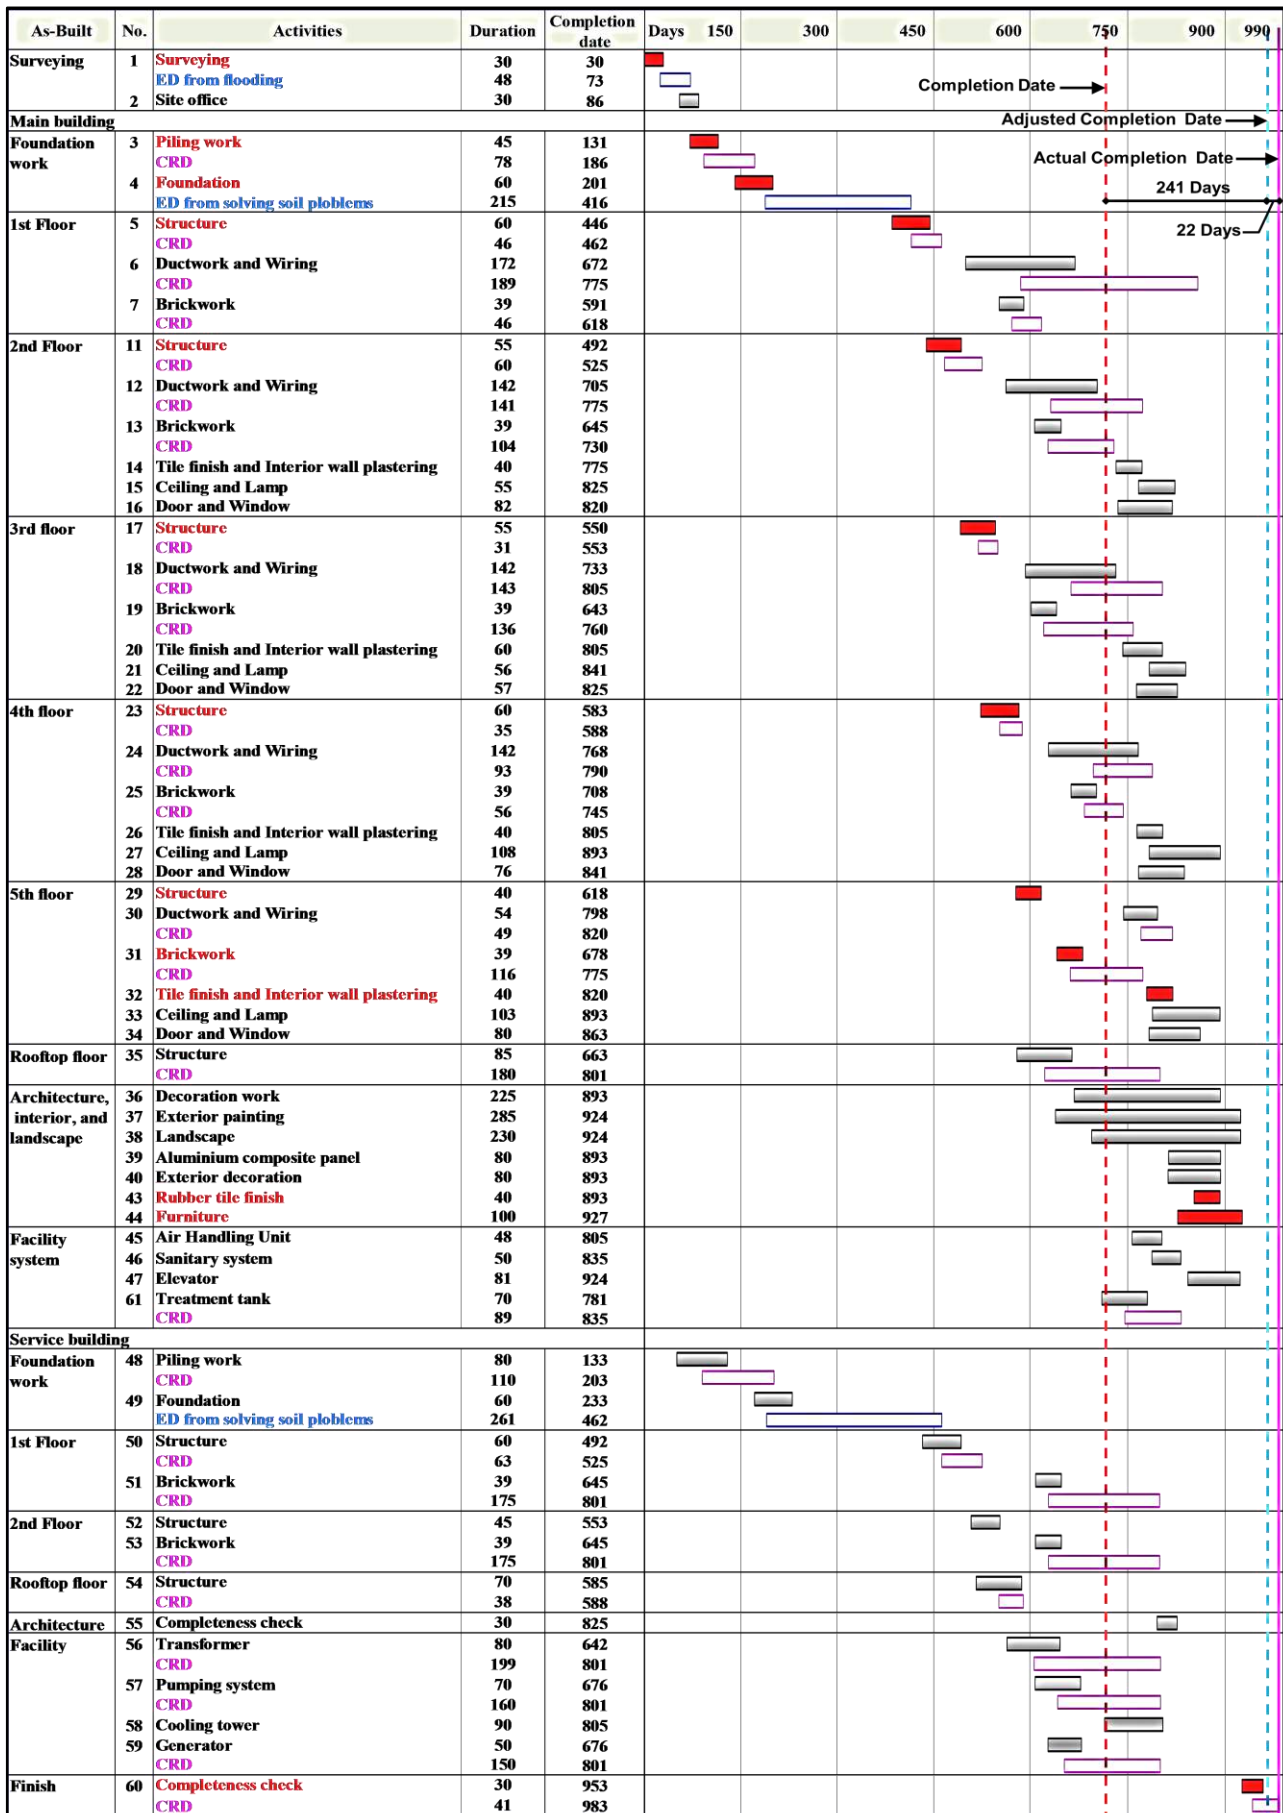 As-Built No. Activities Duration Completion date Days 150 300 450 600 750 900 990
Surveying 1 Surveying 30 30
ED from flooding 48 73
Completion Date
2 Site office 30 86
Main building
Adjusted Completion Date
Foundation work 3 Piling work 45 131
CRD 78 186
Actual Completion Date
4 Foundation 60 201
241 Days
ED from solving soil ploblems 215 416
1st Floor 5 Structure 60 446
22 Days
CRD 46 462
6 Ductwork and Wiring 172 672
CRD 189 775
7 Brickwork 39 591
CRD 46 618
2nd Floor 11 Structure 55 492
CRD 60 525
12 Ductwork and Wiring 142 705
CRD 141 775
13 Brickwork 39 645
CRD 104 730
14 Tile finish and Interior wall plastering 40 775
15 Ceiling and Lamp 55 825
16 Door and Window 82 820
3rd floor 17 Structure 55 550
CRD 31 553
18 Ductwork and Wiring 142 733
CRD 143 805
19 Brickwork 39 643
CRD 136 760
20 Tile finish and Interior wall plastering 60 805
21 Ceiling and Lamp 56 841
22 Door and Window 57 825
4th floor 23 Structure 60 583
CRD 35 588
24 Ductwork and Wiring 142 768
CRD 93 790
25 Brickwork 39 708
CRD 56 745
26 Tile finish and Interior wall plastering 40 805
27 Ceiling and Lamp 108 893
28 Door and Window 76 841
5th floor 29 Structure 40 618
30 Ductwork and Wiring 54 798
CRD 49 820
31 Brickwork 39 678
CRD 116 775
32 Tile finish and Interior wall plastering 40 820
33 Ceiling and Lamp 103 893
34 Door and Window 80 863
Rooftop floor 35 Structure 85 663
CRD 180 801
Architecture, interior, and landscape 36 Decoration work 225 893
37 Exterior painting 285 924
38 Landscape 230 924
39 Aluminium composite panel 80 893
40 Exterior decoration 80 893
43 Rubber tile finish 40 893
44 Furniture 100 927
Facility system 45 Air Handling Unit 48 805
46 Sanitary system 50 835
47 Elevator 81 924
61 Treatment tank 70 781
CRD 89 835
Service building
Foundation work 48 Piling work 80 133
CRD 110 203
49 Foundation 60 233
ED from solving soil ploblems 261 462
1st Floor 50 Structure 60 492
CRD 63 525
51 Brickwork 39 645
CRD 175 801
2nd Floor 52 Structure 45 553
53 Brickwork 39 645
CRD 175 801
Rooftop floor 54 Structure 70 585
CRD 38 588
Architecture 55 Completeness check 30 825
Facility 56 Transformer 80 642
CRD 199 801
57 Pumping system 70 676
CRD 160 801
58 Cooling tower 90 805
59 Generator 50 676
CRD 150 801
Finish 60 Completeness check 30 953
CRD 41 983